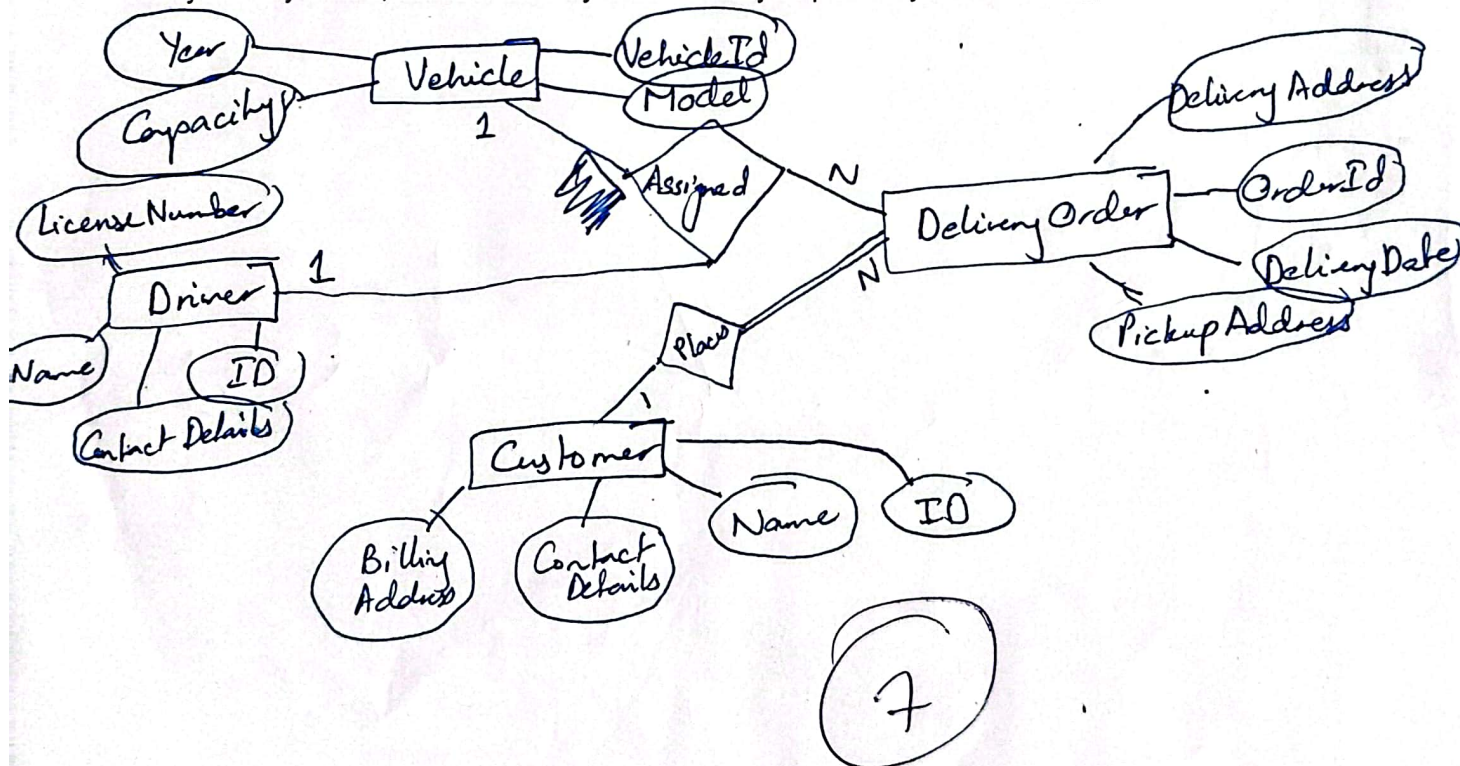 Year
Vehicle
VehicleId
Capacity
Model
1
Delivery Address
License Number
Assigned
N
Delivery Order
OrderId
Driver
1
N
Delivery Date
Name
ID
Pickup Address
Contact Details
1
Customer
Name
ID
Billing
Address
Contact
Details
7